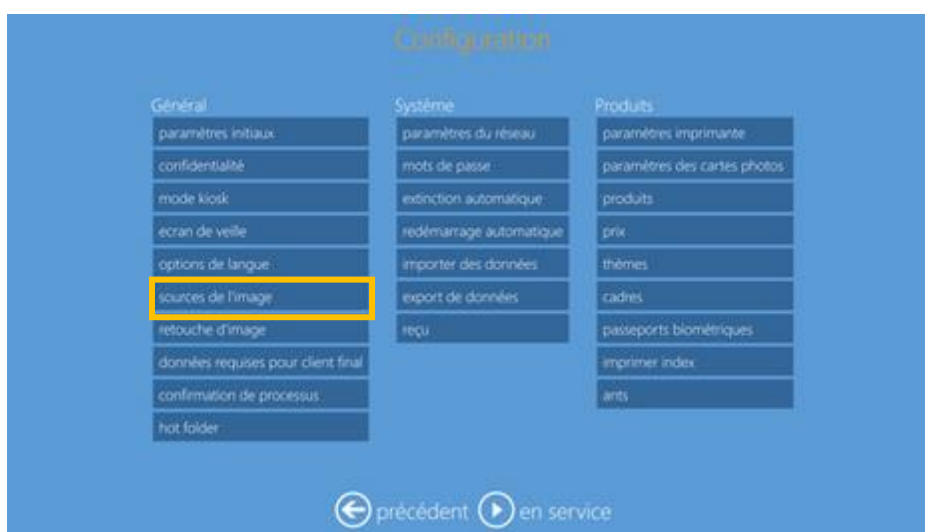 Configuration
Général
paramètres initiaux
confidentialité
mode kiosk
ecran de veille
options de langue
sources de l'image
retouche d'image
données requises pour client final
confirmation de processus
hot folder
Système
paramètres du réseau
mots de passe
extinction automatique
redémarrage automatique
importer des données
export de données
reçu
Produits
paramètres imprimante
paramètres des cartes photos
produits
prix
thèmes
cadres
passeports biométriques
imprimer index
ants
précédent
en service